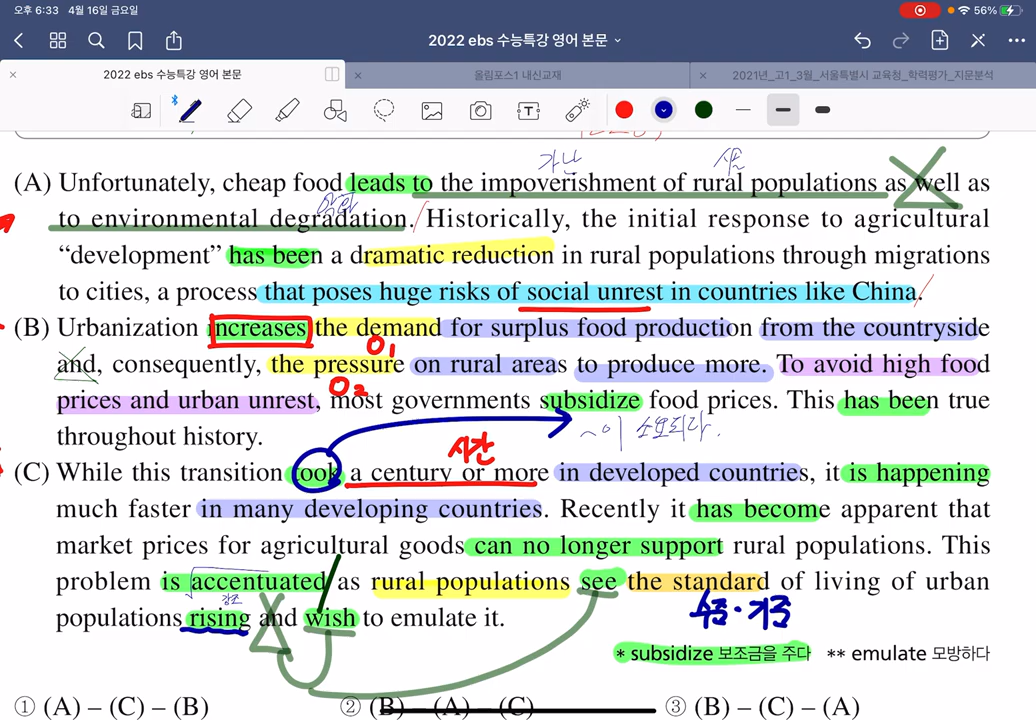 오후 6:33 4월 16일 금요일
56%
2022 ebs 수능특강 영어 본문
2022 ebs 수능특강 영어 본문
올림포스1 내신교재
2021년_고1_3월_서울특별시 교육청_학력평가_지문분석
가난
시골
(A) Unfortunately, cheap food leads to the impoverishment of rural populations as well as
to environmental degradation. Historically, the initial response to agricultural
“development” has been a dramatic reduction in rural populations through migrations
to cities, a process that poses huge risks of social unrest in countries like China.
(B) Urbanization increases the demand for surplus food production from the countryside
O1
and, consequently, the pressure on rural areas to produce more. To avoid high food
O2
prices and urban unrest, most governments subsidize food prices. This has been true
~이 소요되다.
throughout history.
시간
(C) While this transition took a century or more in developed countries, it is happening
much faster in many developing countries. Recently it has become apparent that
market prices for agricultural goods can no longer support rural populations. This
problem is accentuated as rural populations see the standard of living of urban
강조
수준·기준
populations rising and wish to emulate it.
* subsidize 보조금을 주다 ** emulate 모방하다
① (A) – (C) – (B) ② (B) – (A) – (C) ③ (B) – (C) – (A)